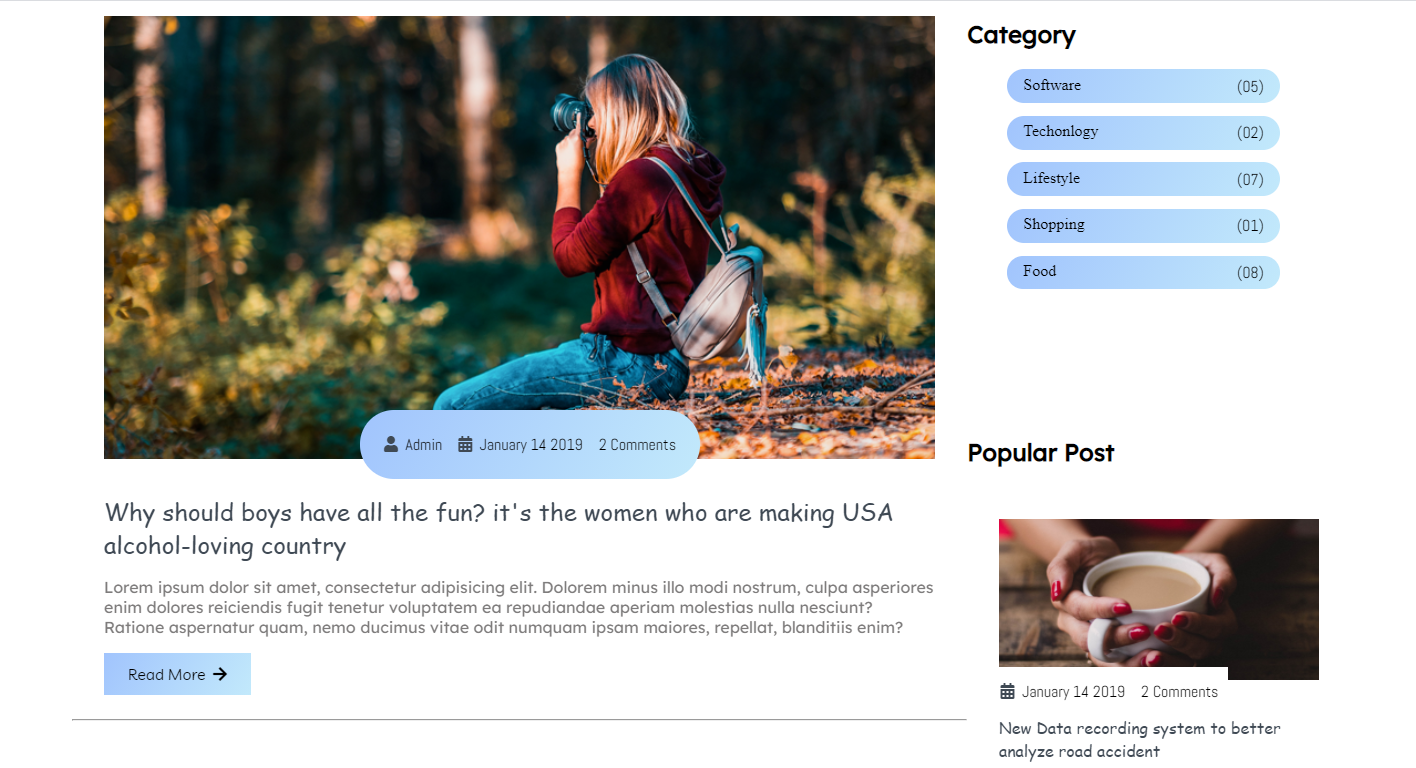 Admin January 14 2019 2 Comments
Why should boys have all the fun? it's the women who are making USA
alcohol-loving country
Lorem ipsum dolor sit amet, consectetur adipisicing elit. Dolorem minus illo modi nostrum, culpa asperiores
enim dolores reiciendis fugit tenetur voluptatem ea repudiandae aperiam molestias nulla nesciunt?
Ratione aspernatur quam, nemo ducimus vitae odit numquam ipsam maiores, repellat, blanditiis enim?
Read More
Category
Software (05)
Techonlogy (02)
Lifestyle (07)
Shopping (01)
Food (08)
Popular Post
January 14 2019 2 Comments
New Data recording system to better
analyze road accident